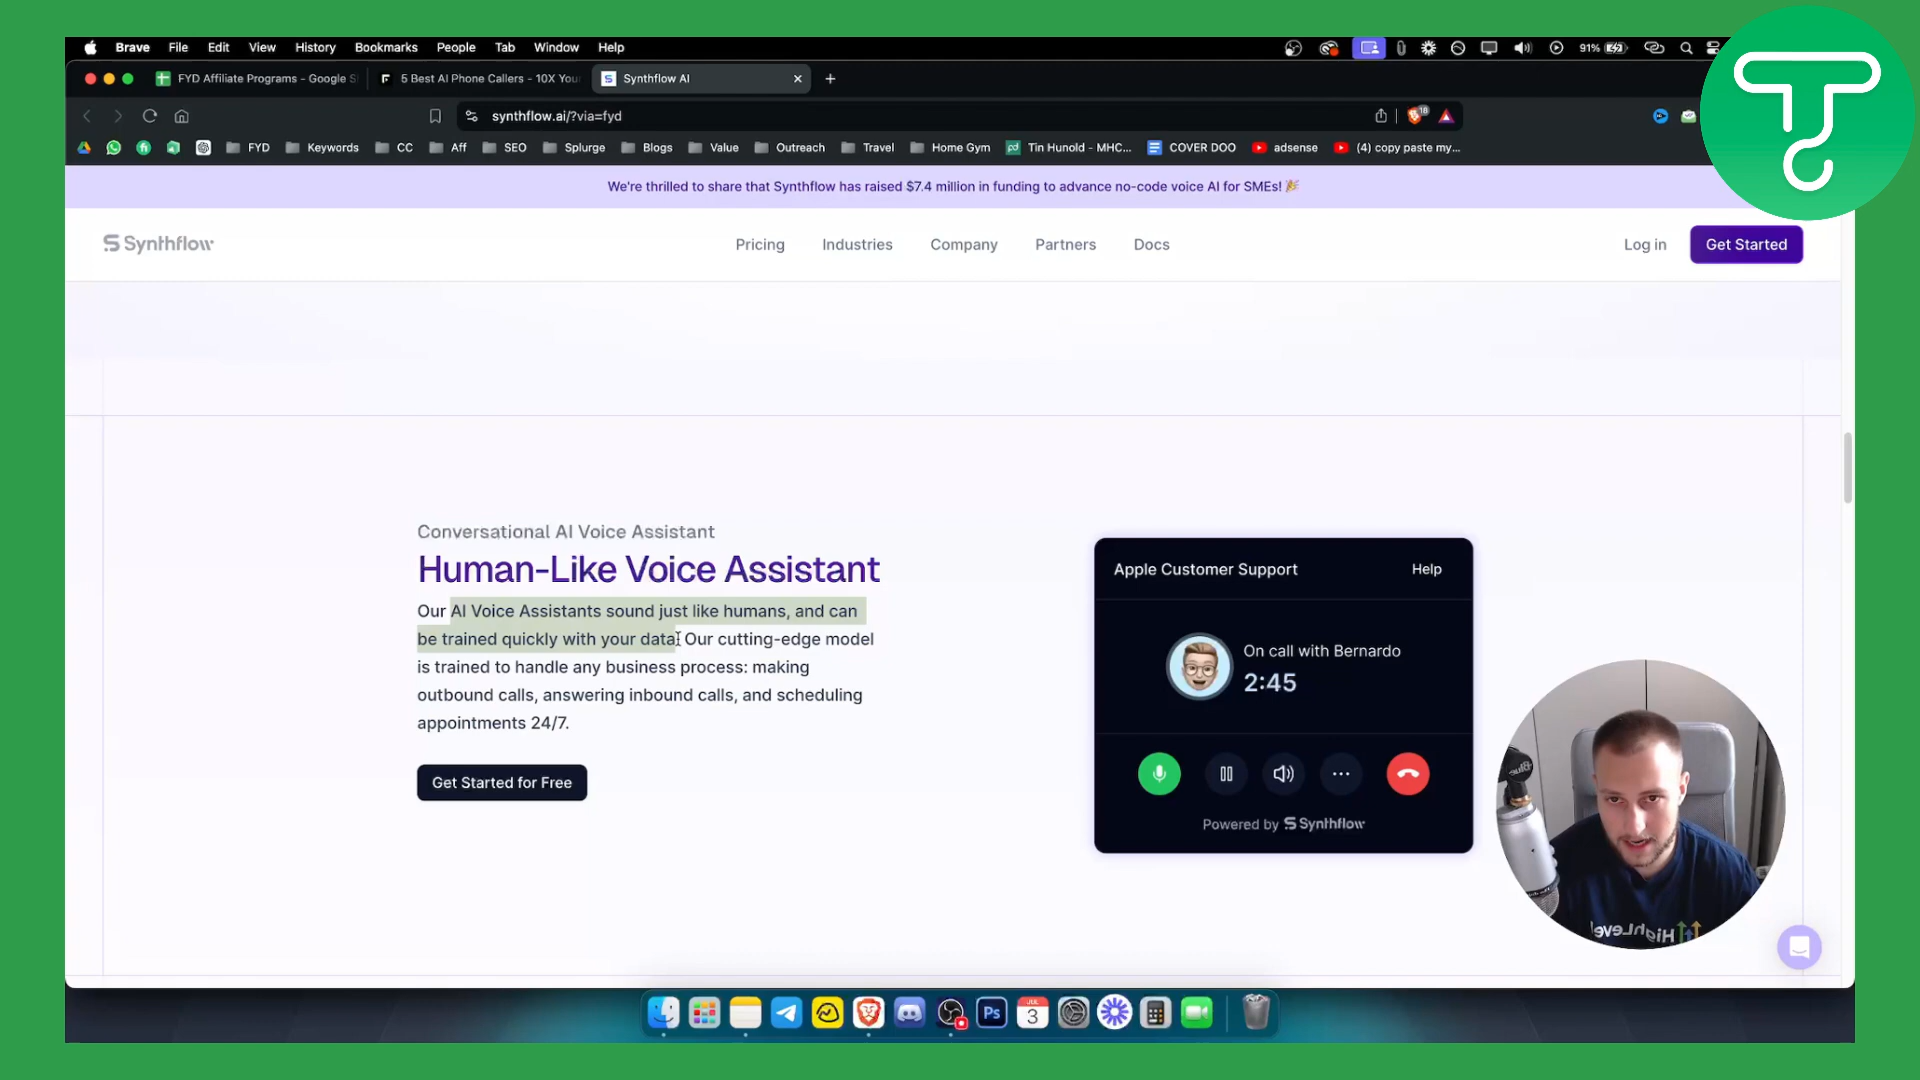 Brave File Edit View History Bookmarks People Tab Window Help 91%
FYD Affiliate Programs - Google S
5 Best AI Phone Callers - 10X You
Synthflow AI
synthflow.ai/?via=fyd
18
FYD Keywords CC Aff SEO Splurge Blogs Value Outreach Travel Home Gym Tin Hunold - MHC... COVER DOO adsense (4) copy paste my...
We're thrilled to share that Synthflow has raised $7.4 million in funding to advance no-code voice AI for SMEs! 🎉
Synthflow Pricing Industries Company Partners Docs Log in Get Started
Conversational AI Voice Assistant
Human-Like Voice Assistant
Our AI Voice Assistants sound just like humans, and can
be trained quickly with your data. Our cutting-edge model
is trained to handle any business process: making
outbound calls, answering inbound calls, and scheduling
appointments 24/7.
Get Started for Free
Apple Customer Support Help
On call with Bernardo
2:45
Powered by Synthflow
Blue
HighLevel
Ps
JUL
3